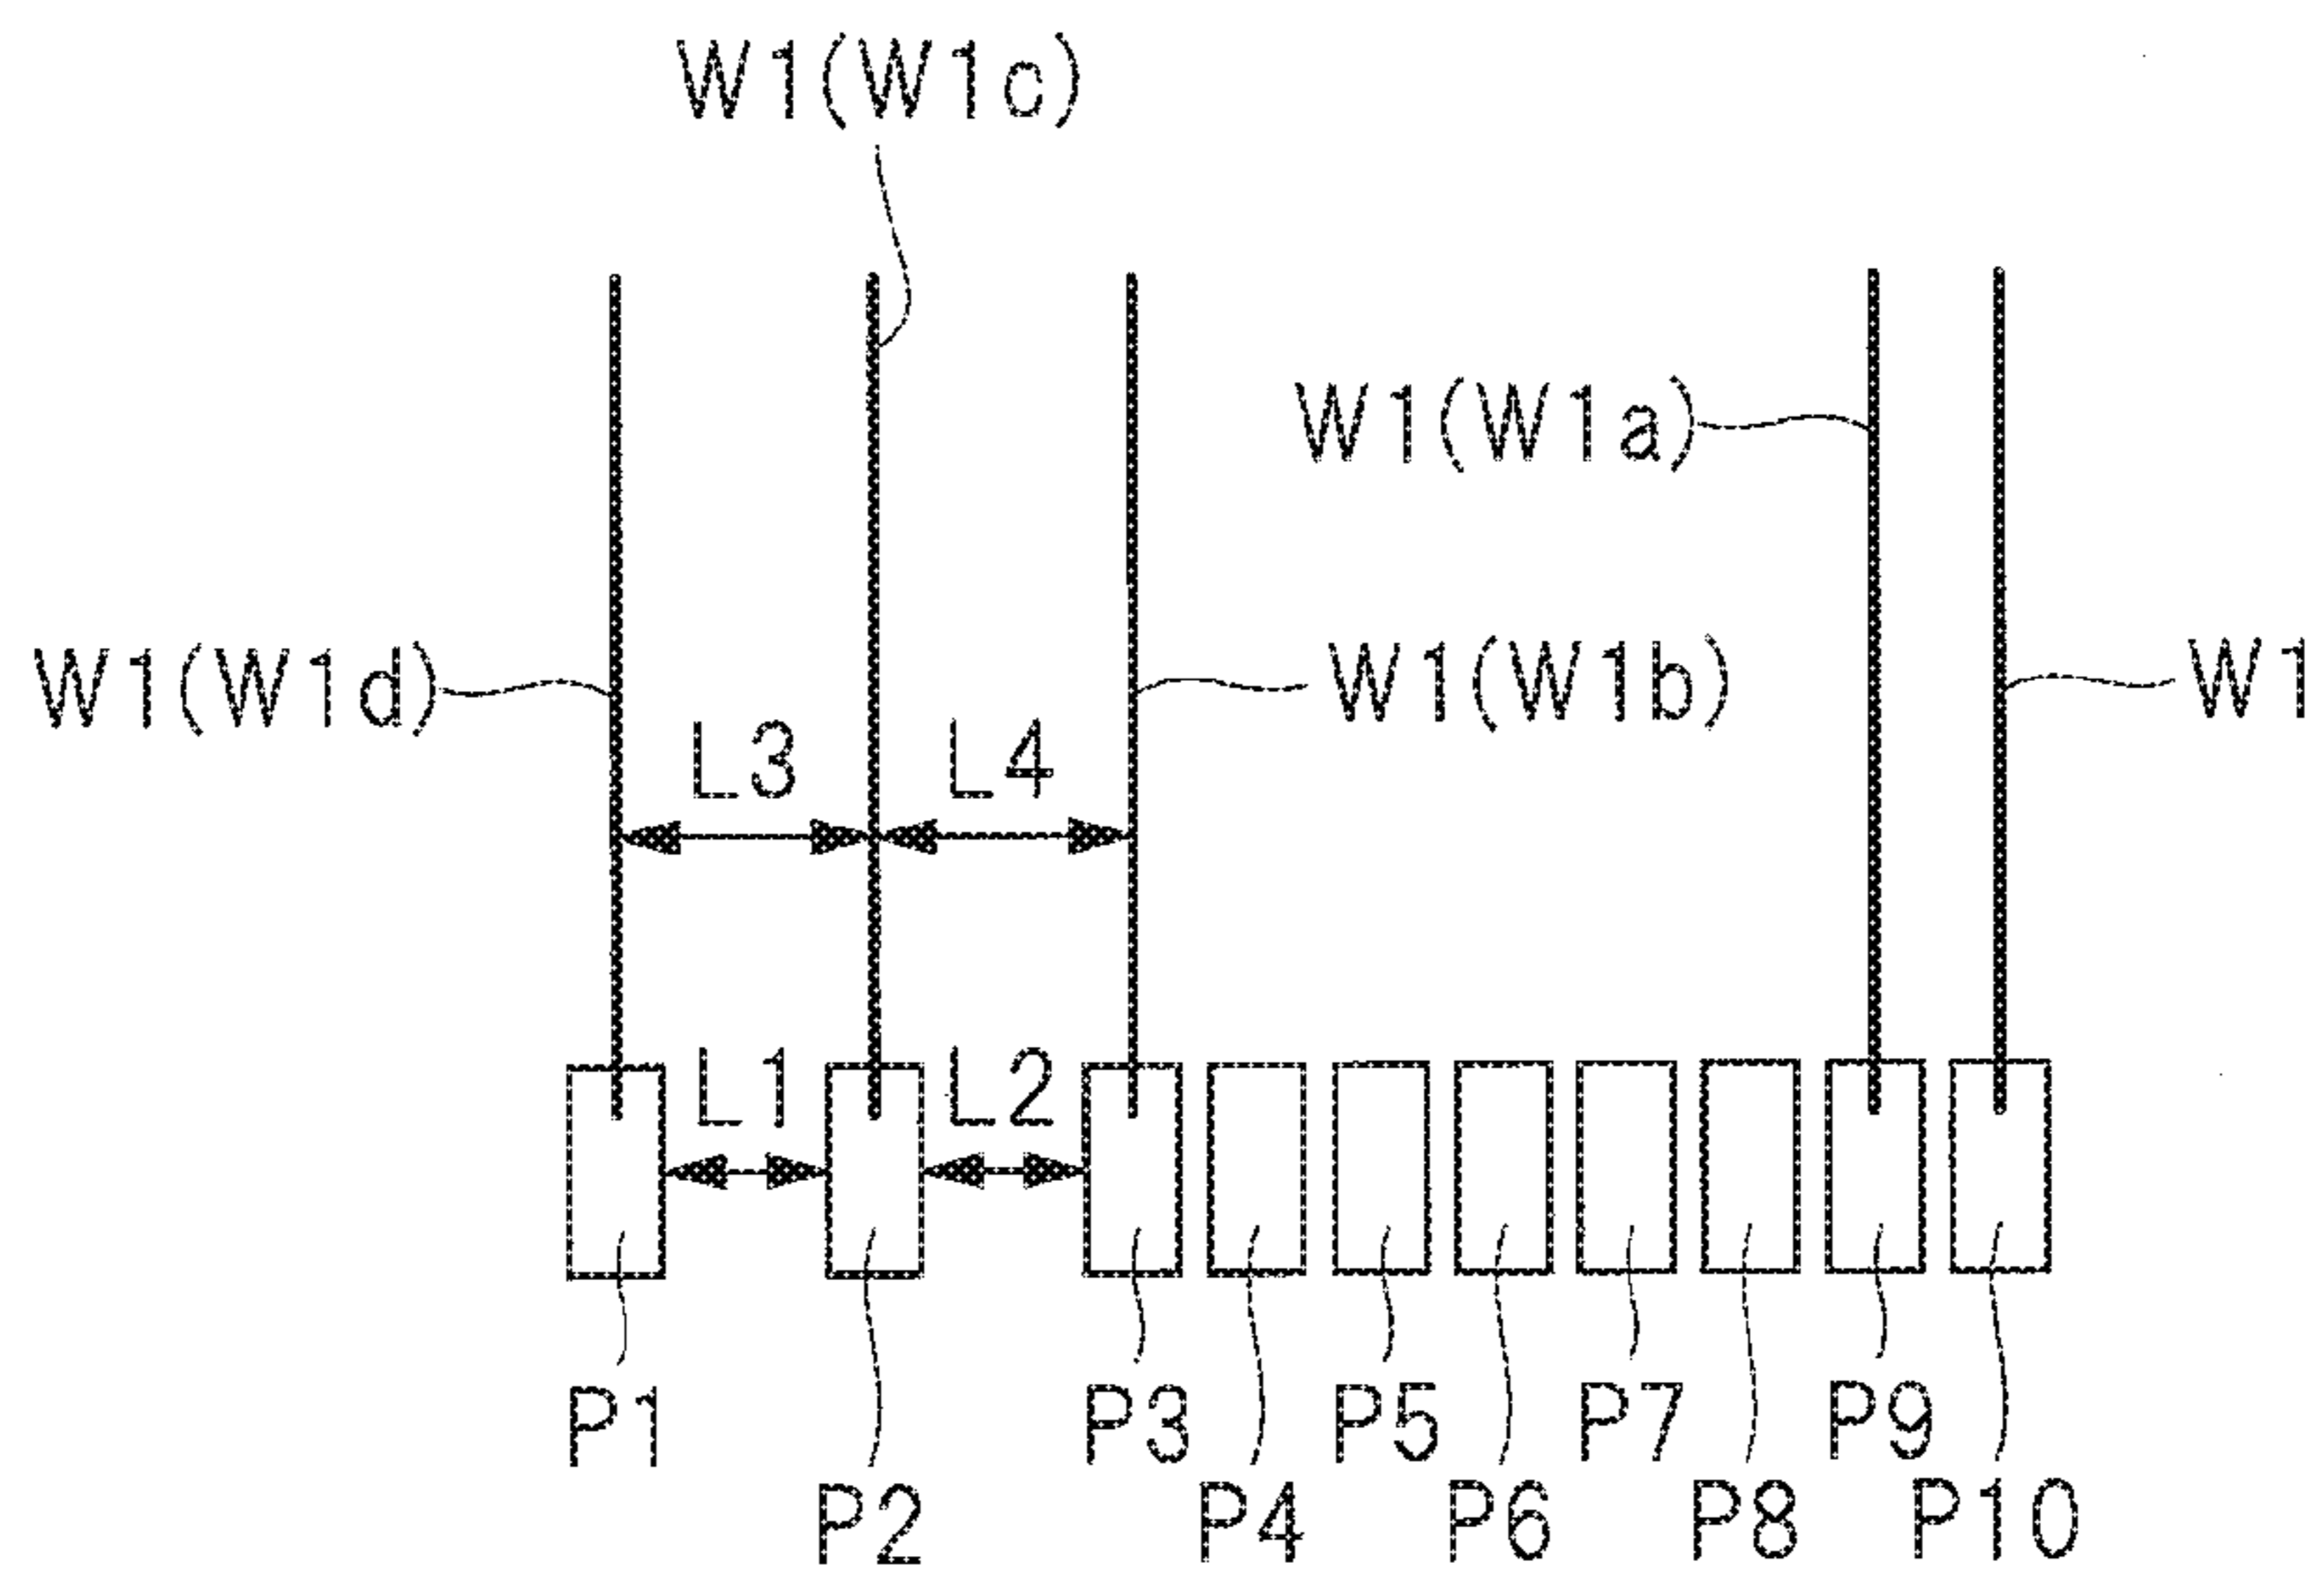 W1(W1c)
W1(W1a)
W1(W1d)
W1(W1b)
W1
L3
L4
L1
L2
P1
P3
P5
P7
P9
P2
P4
P6
P8
P10